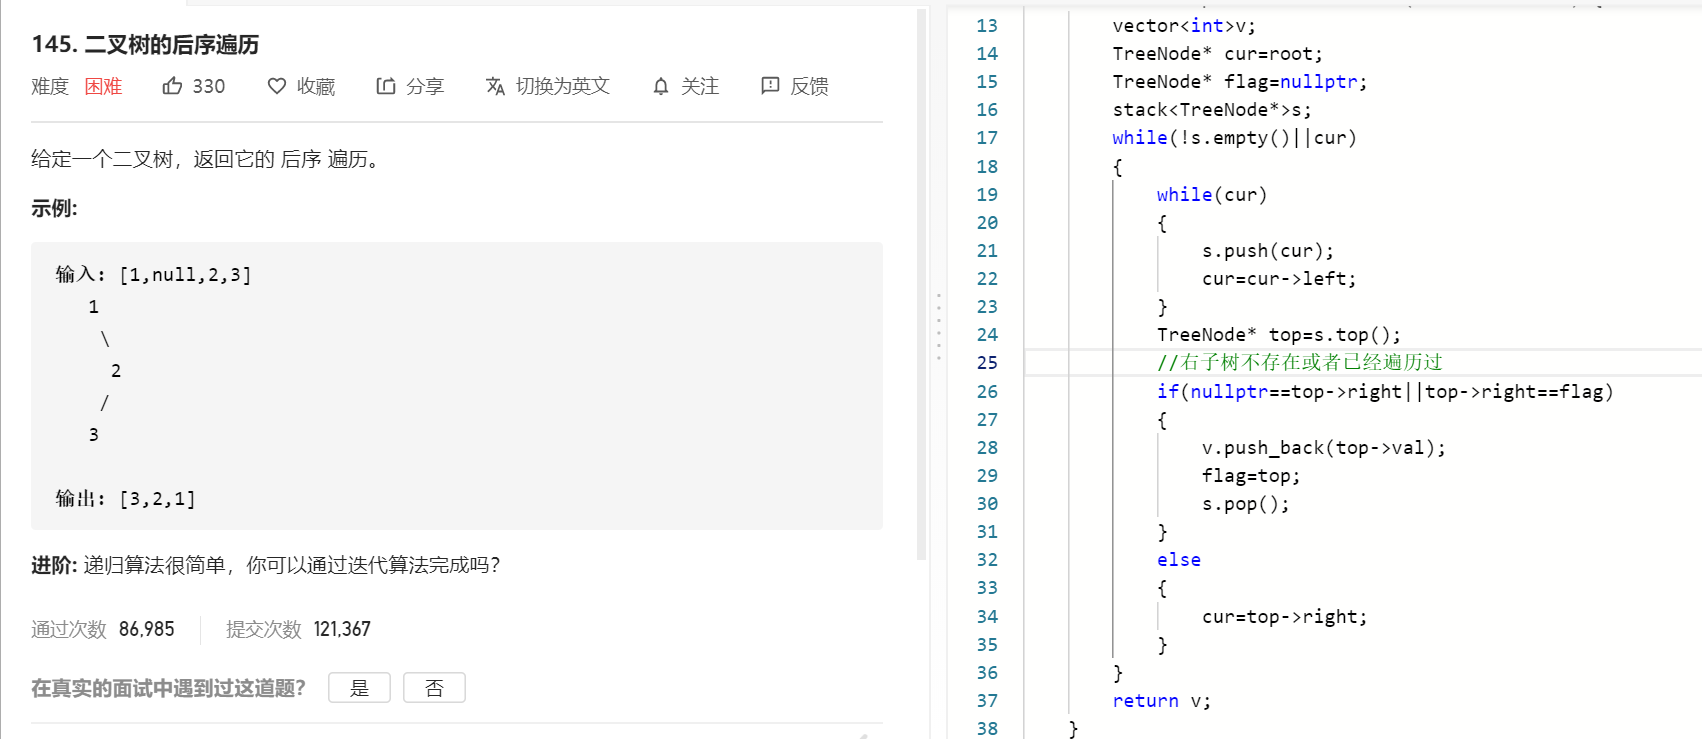 145. 二叉树的后序遍历
难度 困难 330 收藏 分享 切换为英文 关注 反馈
给定一个二叉树，返回它的 后序 遍历。
示例:
输入: [1,null,2,3]
1
\
2
/
3
输出: [3,2,1]
进阶: 递归算法很简单，你可以通过迭代算法完成吗？
通过次数 86,985 提交次数 121,367
在真实的面试中遇到过这道题？ 是 否
13 vector<int>v;
14 TreeNode* cur=root;
15 TreeNode* flag=nullptr;
16 stack<TreeNode*>s;
17 while(!s.empty()||cur)
18 {
19 while(cur)
20 {
21 s.push(cur);
22 cur=cur->left;
23 }
24 TreeNode* top=s.top();
25 //右子树不存在或者已经遍历过
26 if(nullptr==top->right||top->right==flag)
27 {
28 v.push_back(top->val);
29 flag=top;
30 s.pop();
31 }
32 else
33 {
34 cur=top->right;
35 }
36 }
37 return v;
38 }